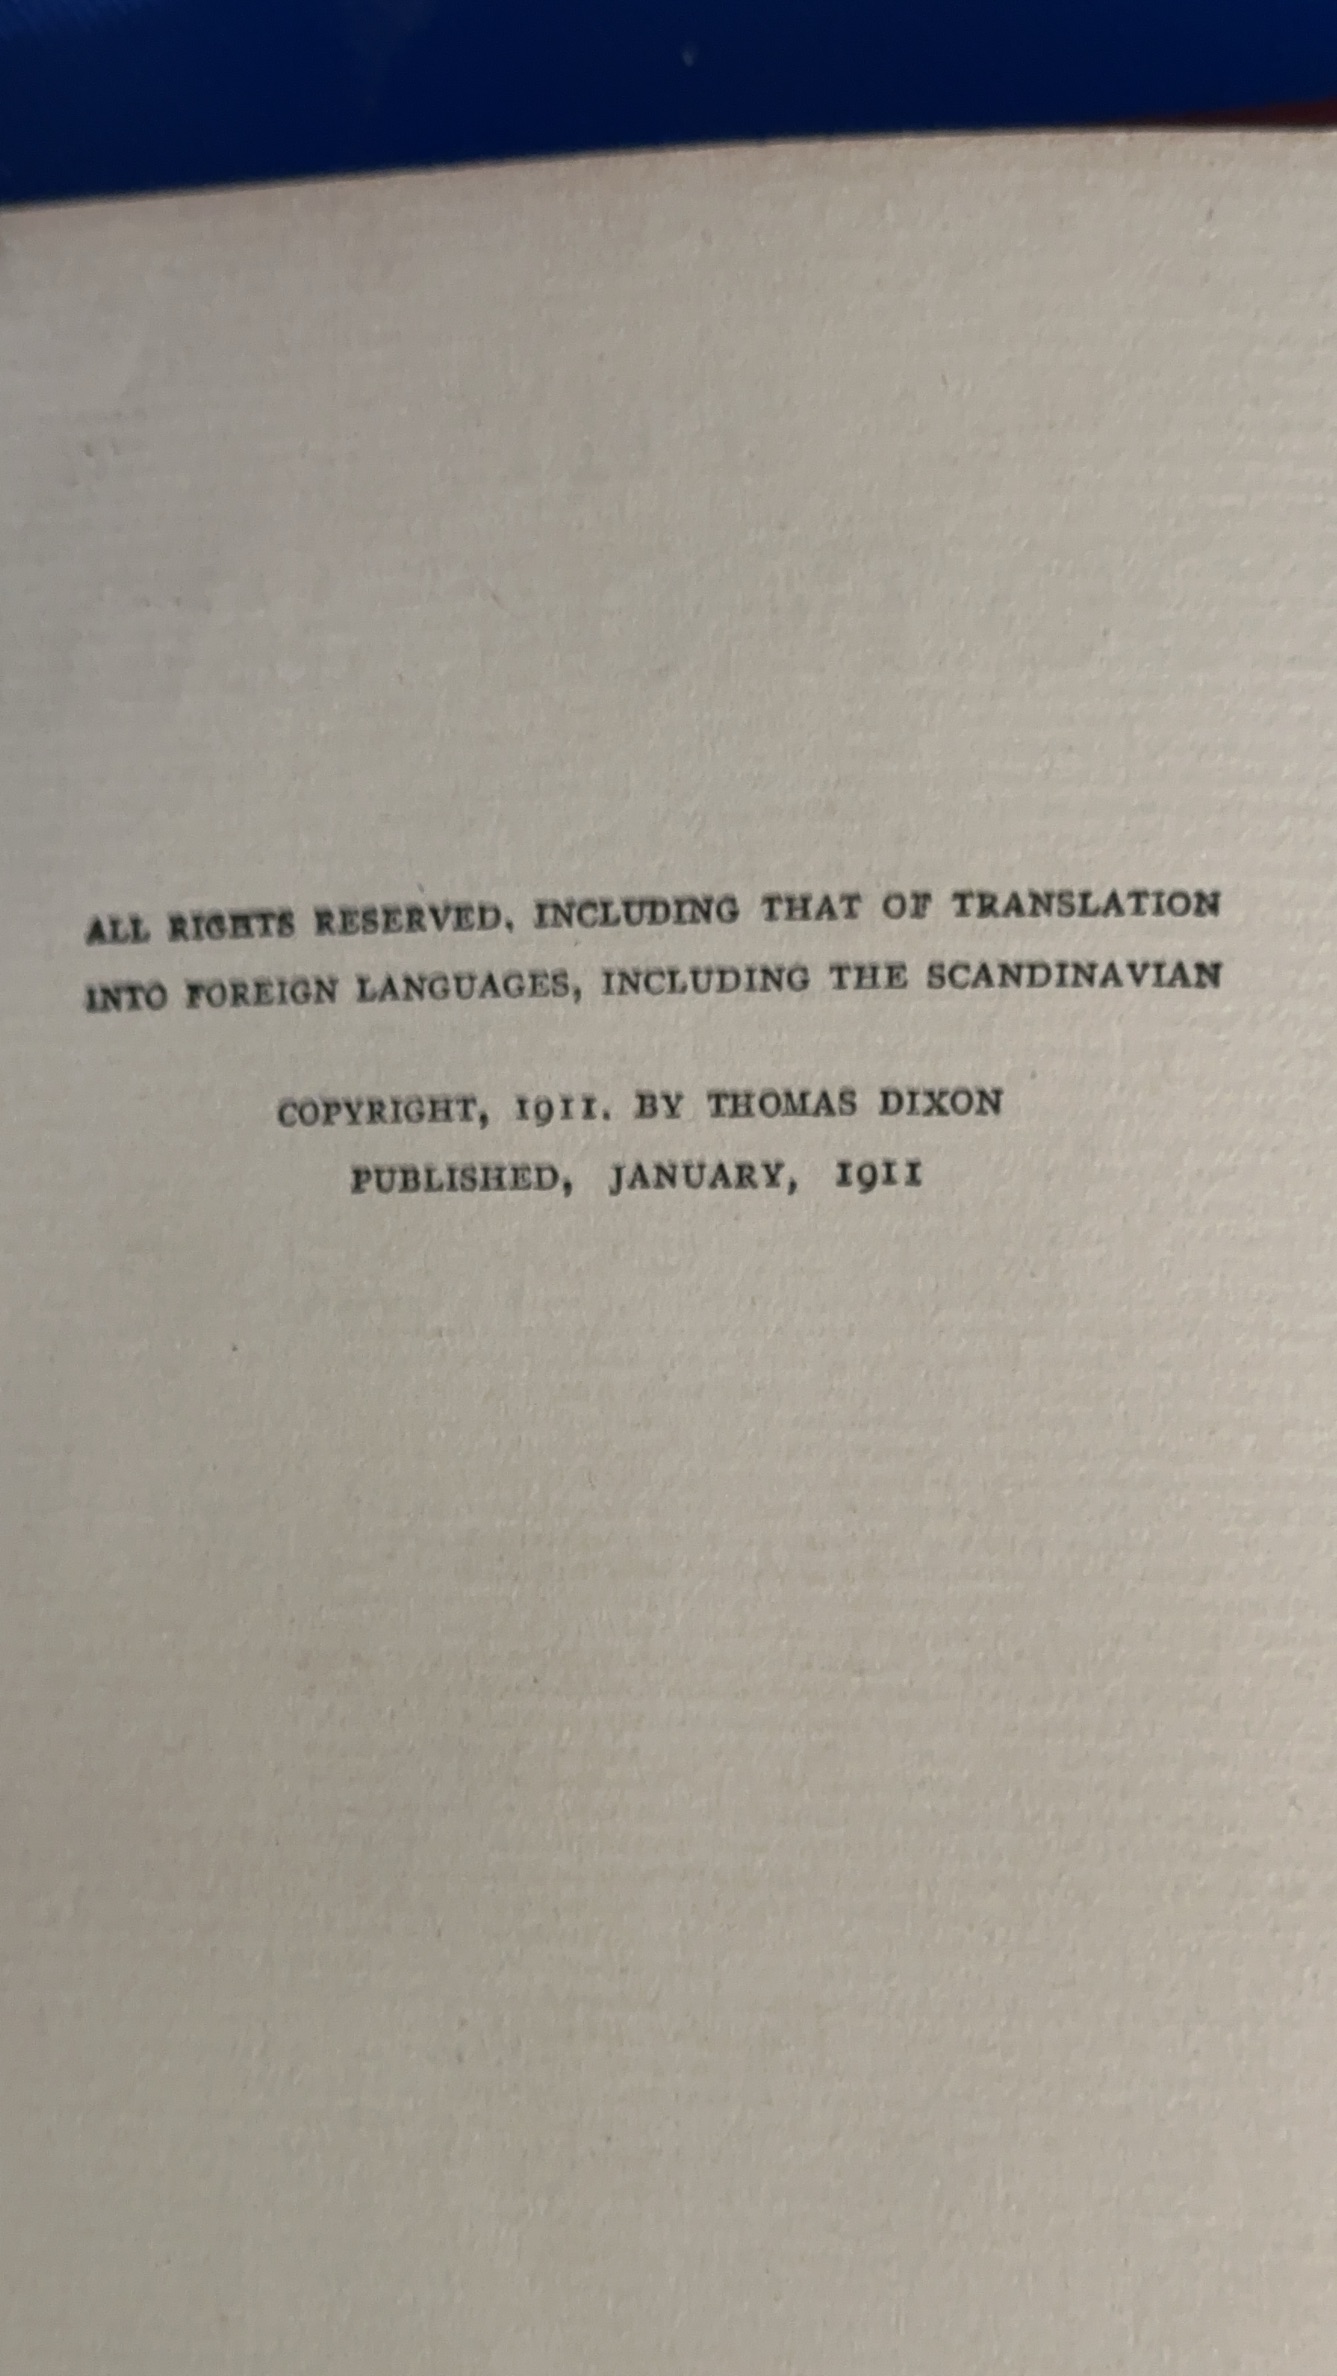 ALL RIGHTS RESERVED, INCLUDING THAT OF TRANSLATION
INTO FOREIGN LANGUAGES, INCLUDING THE SCANDINAVIAN
COPYRIGHT, 1911. BY THOMAS DIXON
PUBLISHED, JANUARY, 1911